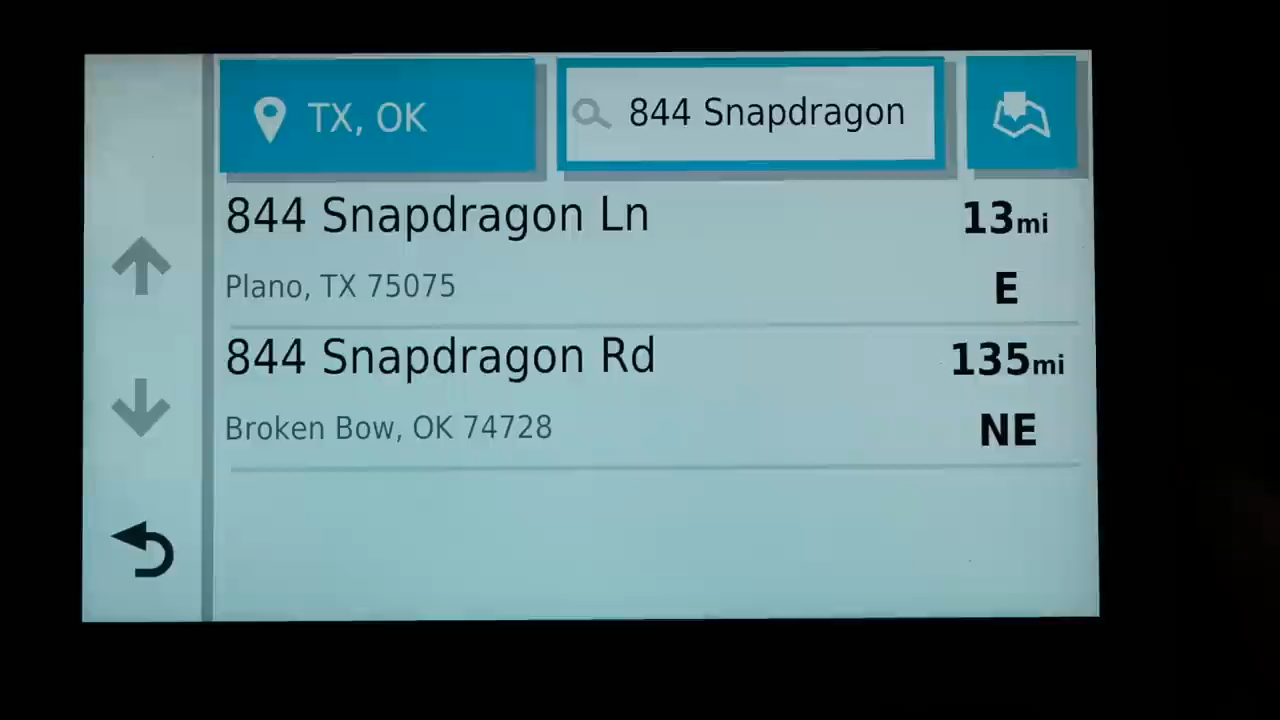 TX, OK
844 Snapdragon
844 Snapdragon Ln
13mi
Plano, TX 75075
E
844 Snapdragon Rd
135mi
Broken Bow, OK 74728
NE